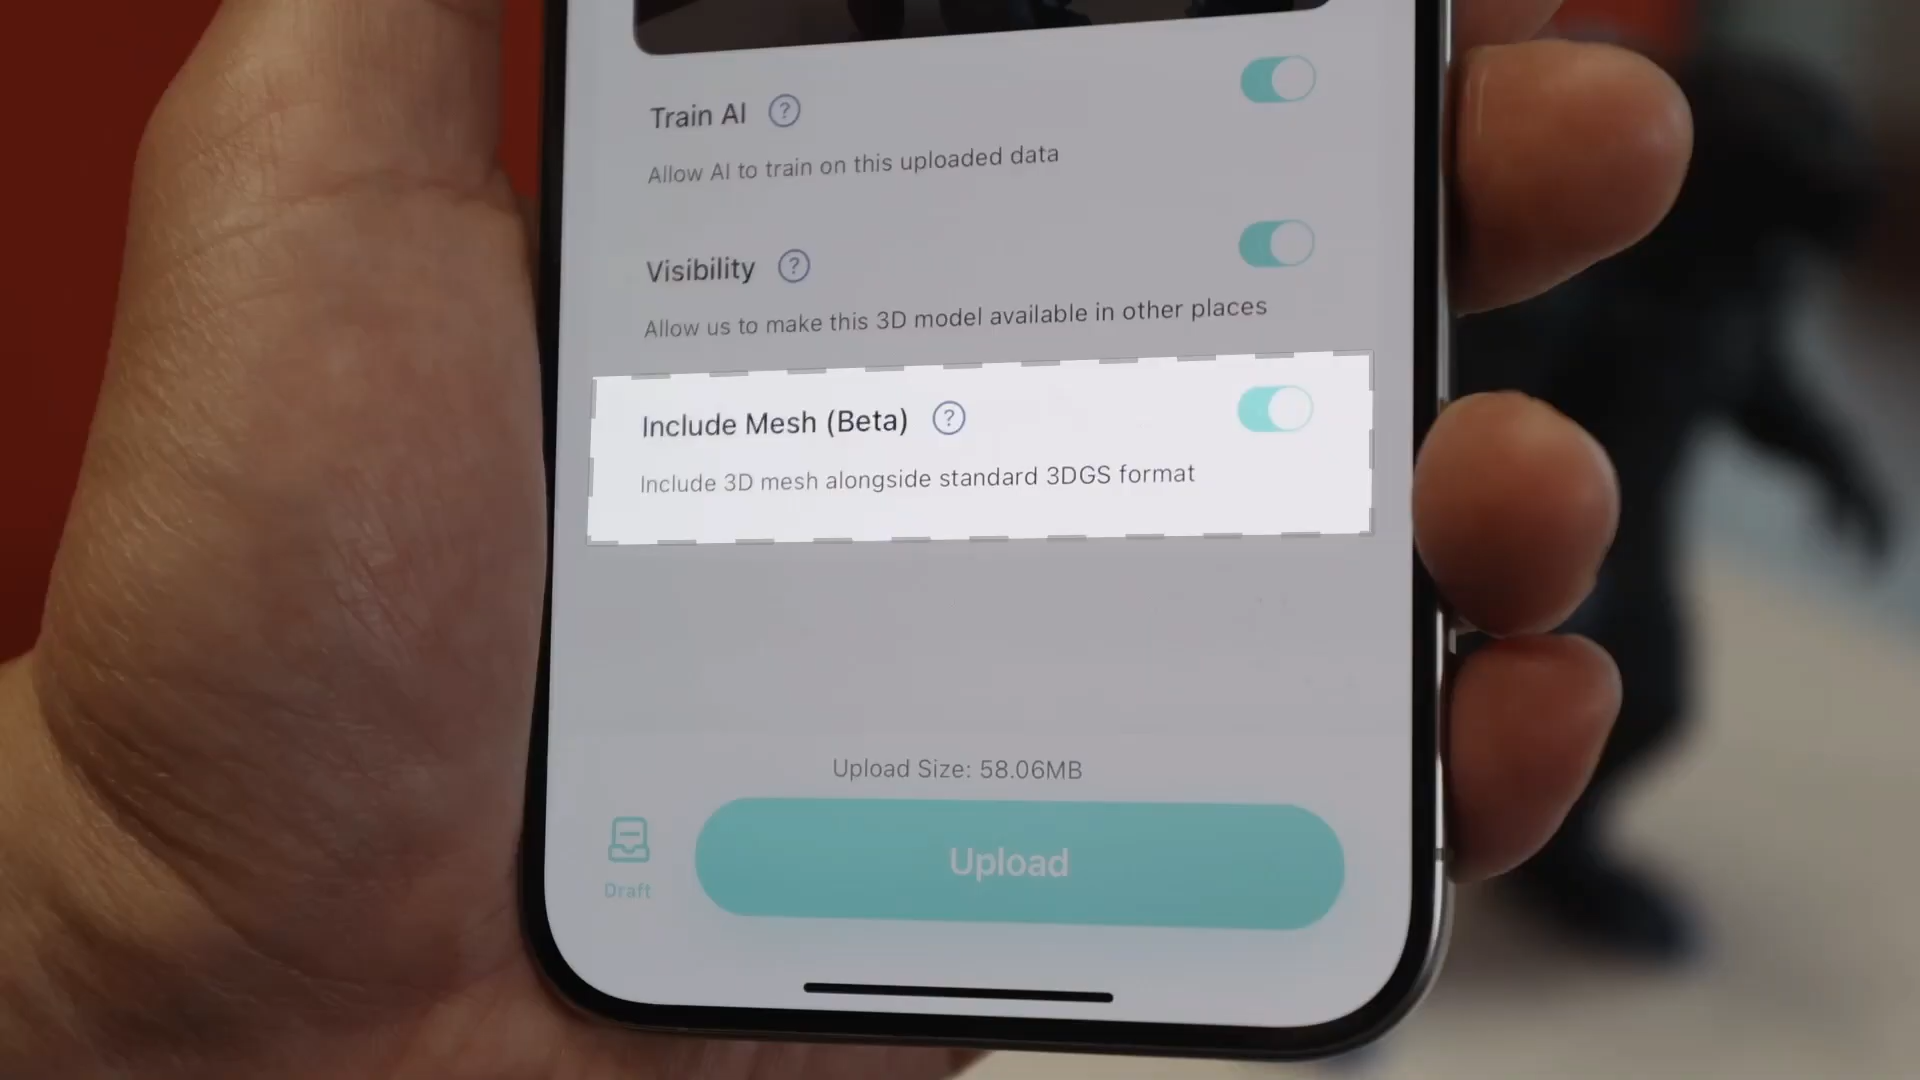 Train AI ?
Allow AI to train on this uploaded data
Visibility ?
Allow us to make this 3D model available in other places
Include Mesh (Beta) ?
Include 3D mesh alongside standard 3DGS format
Upload Size: 58.06MB
Upload
Draft